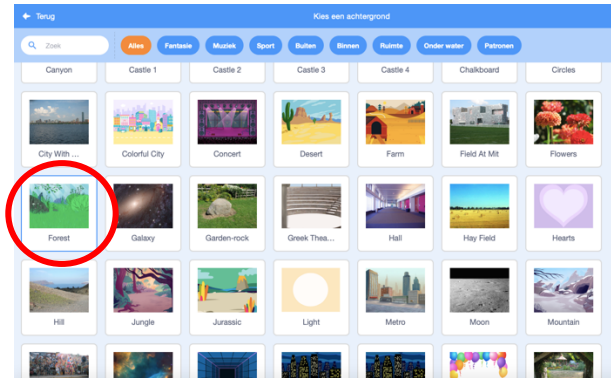 Terug Kies een achtergrond
Zoek Alles Fantasie Muziek Sport Buiten Binnen Ruimte Onder water Patronen
Canyon Castle 1 Castle 2 Castle 3 Castle 4 Chalkboard Circles
City With ... Colorful City Concert Desert Farm Field At Mit Flowers
Forest Galaxy Garden-rock Greek Thea... Hall Hay Field Hearts
Hill Jungle Jurassic Light Metro Moon Mountain